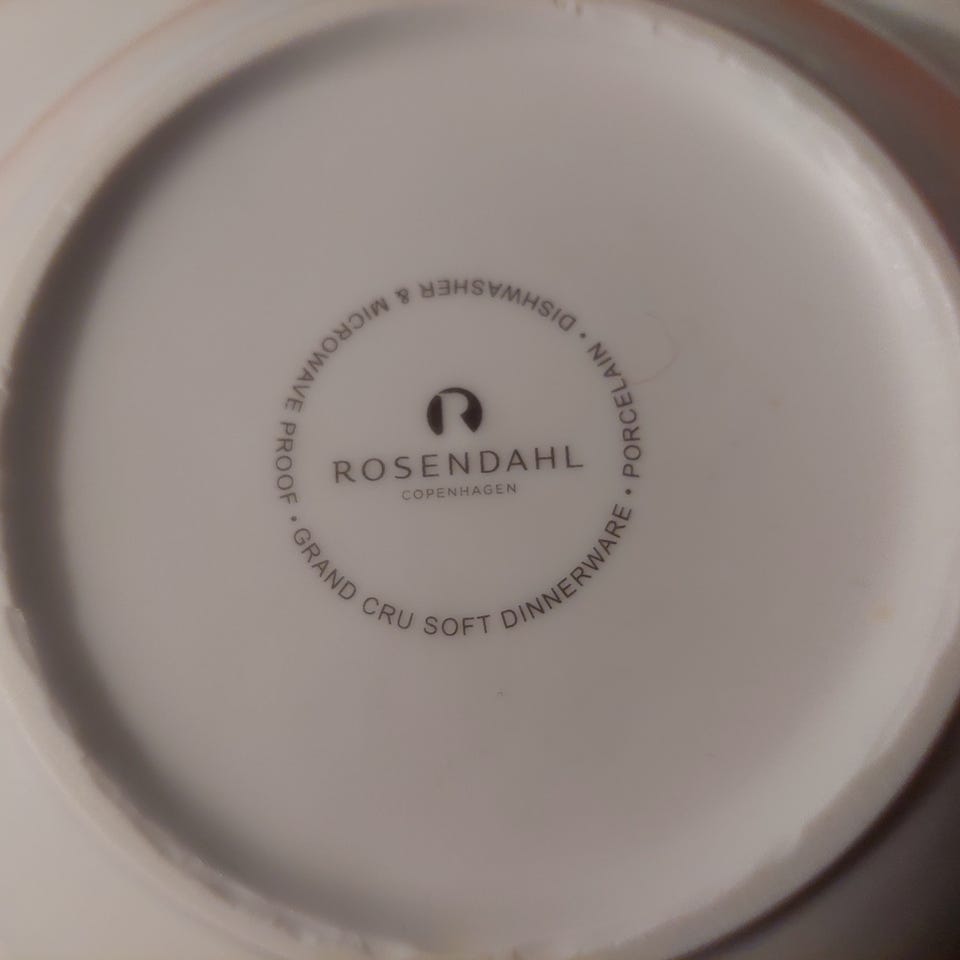 R
ROSENDAHL
COPENHAGEN
GRAND CRU SOFT DINNERWARE • PORCELAIN • DISHWASHER & MICROWAVE PROOF •